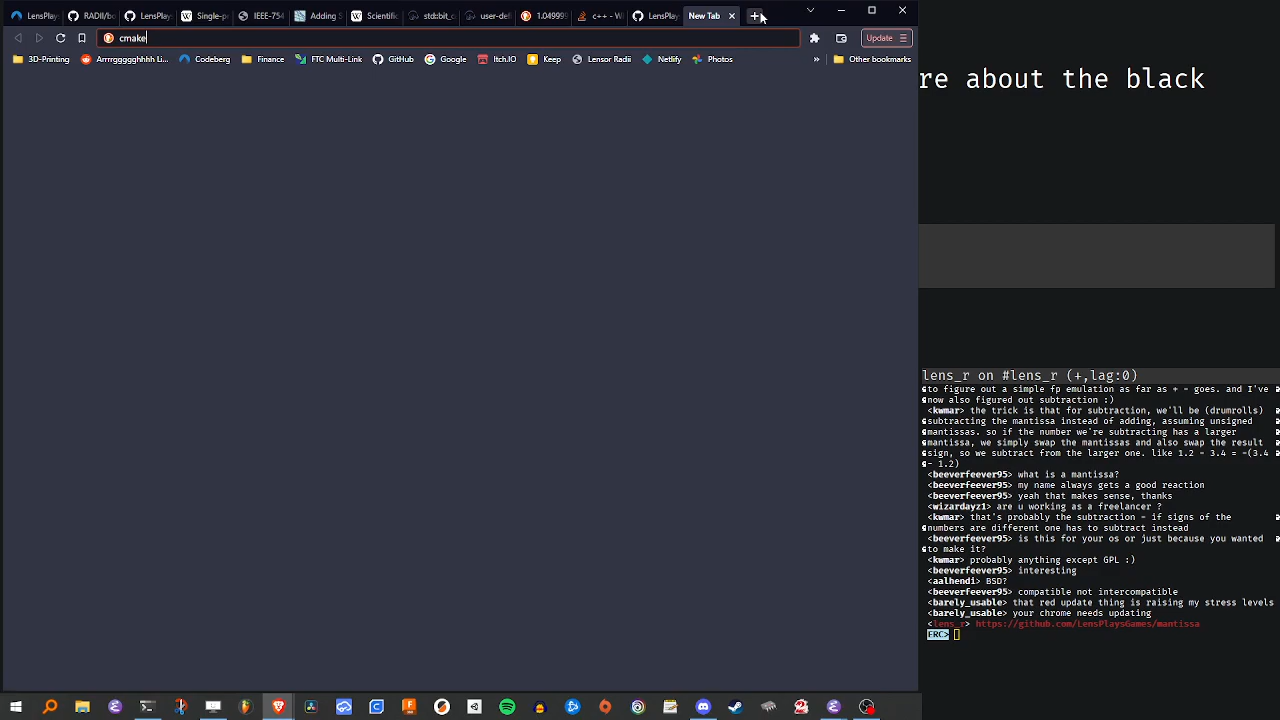 LensPlay
RADII/bo
LensPlay
Single-p
IEEE-754
Adding
Scientific
std::bit_c
user-defi
1.049999
c++ - W
LensPlay
New Tab
cmake
Update
3D-Printing
Arrrrgggghhhh Li...
Codeberg
Finance
FTC Multi-Link
GitHub
Google
Itch.IO
Keep
Lensor Radii
Netlify
Photos
»
Other bookmarks
re about the black
lens_r on #lens_r (+,lag:0)
to figure out a simple fp emulation as far as + - goes. and I've
now also figured out subtraction :)
<kwmar> the trick is that for subtraction, we'll be (drumrolls)
subtracting the mantissa instead of adding, assuming unsigned
mantissas. so if the number we're subtracting has a larger
mantissa, we simply swap the mantissas and also swap the result
sign, so we subtract from the larger one. like 1.2 - 3.4 = -(3.4
- 1.2)
<beeverfeever95> what is a mantissa?
<beeverfeever95> my name always gets a good reaction
<beeverfeever95> yeah that makes sense, thanks
<wizardayz1> are u working as a freelancer ?
<kwmar> that's probably the subtraction - if signs of the
numbers are different one has to subtract instead
<beeverfeever95> is this for your os or just because you wanted
to make it?
<kwmar> probably anything except GPL :)
<beeverfeever95> interesting
<aalhendi> BSD?
<beeverfeever95> compatible not intercompatible
<barely_usable> that red update thing is raising my stress levels
<barely_usable> your chrome needs updating
<lens_r> https://github.com/LensPlaysGames/mantissa
ERC>